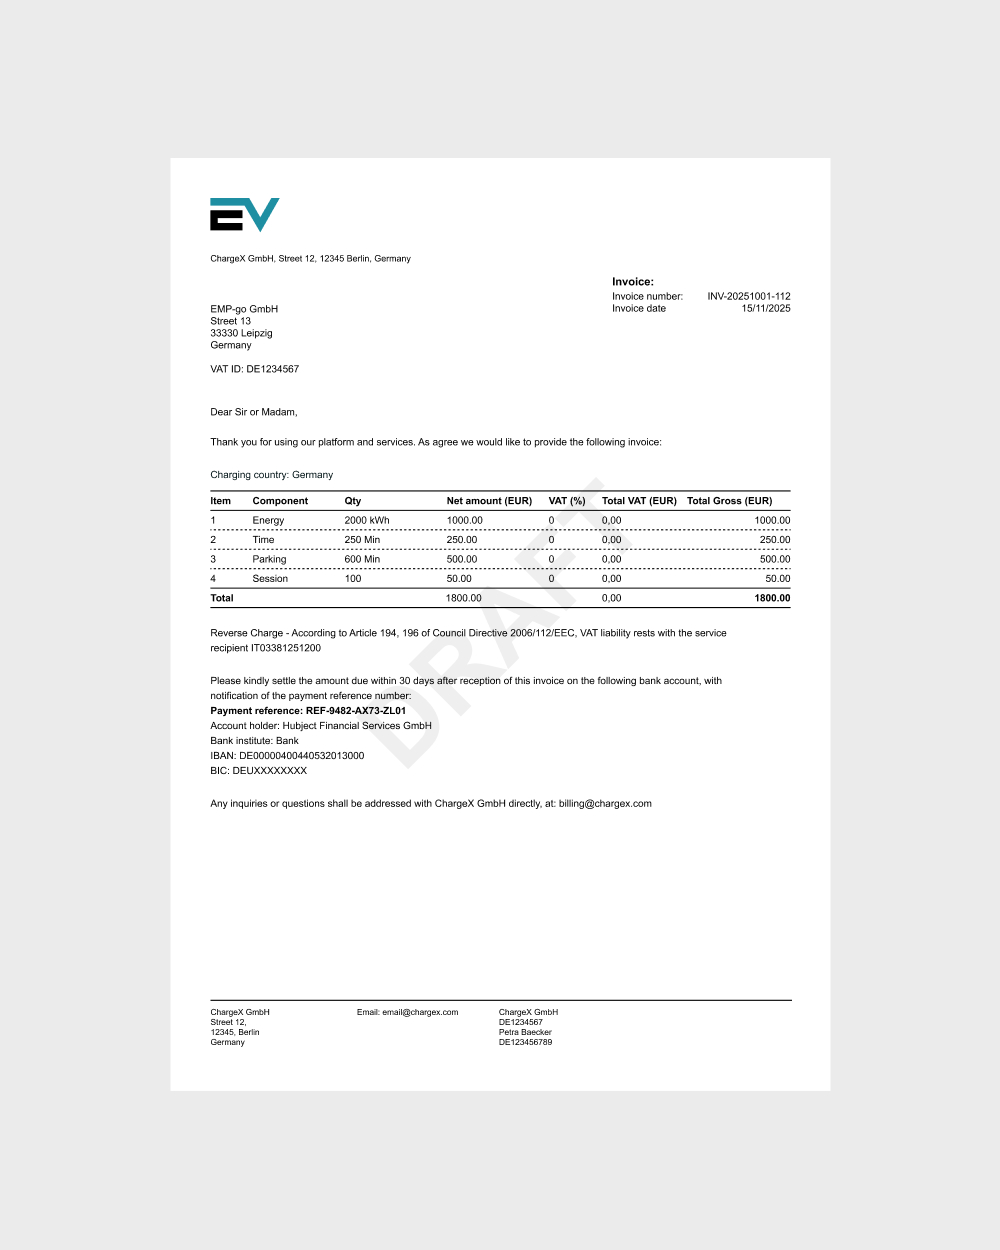 EV
ChargeX GmbH, Street 12, 12345 Berlin, Germany
Invoice:
Invoice number: INV-20251001-112
Invoice date 15/11/2025
EMP-go GmbH
Street 13
33330 Leipzig
Germany
VAT ID: DE1234567
Dear Sir or Madam,
Thank you for using our platform and services. As agree we would like to provide the following invoice:
Charging country: Germany
Item Component Qty Net amount (EUR) VAT (%) Total VAT (EUR) Total Gross (EUR)
1 Energy 2000 kWh 1000.00 0 0,00 1000.00
2 Time 250 Min 250.00 0 0,00 250.00
3 Parking 600 Min 500.00 0 0,00 500.00
4 Session 100 50.00 0 0,00 50.00
Total 1800.00 0,00 1800.00
DRAFT
Reverse Charge - According to Article 194, 196 of Council Directive 2006/112/EEC, VAT liability rests with the service
recipient IT03381251200
Please kindly settle the amount due within 30 days after reception of this invoice on the following bank account, with
notification of the payment reference number:
Payment reference: REF-9482-AX73-ZL01
Account holder: Hubject Financial Services GmbH
Bank institute: Bank
IBAN: DE00000400440532013000
BIC: DEUXXXXXXXX
Any inquiries or questions shall be addressed with ChargeX GmbH directly, at: billing@chargex.com
ChargeX GmbH
Street 12,
12345, Berlin
Germany
Email: email@chargex.com
ChargeX GmbH
DE1234567
Petra Baecker
DE123456789